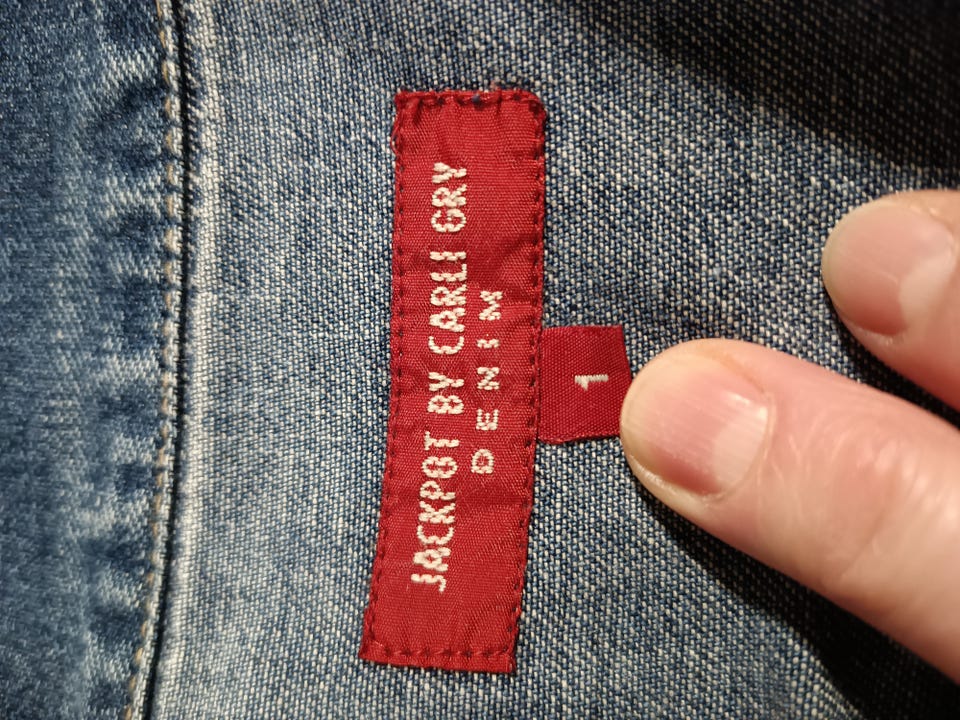 JACKPOT BY CARLI GRY
DENIM
1